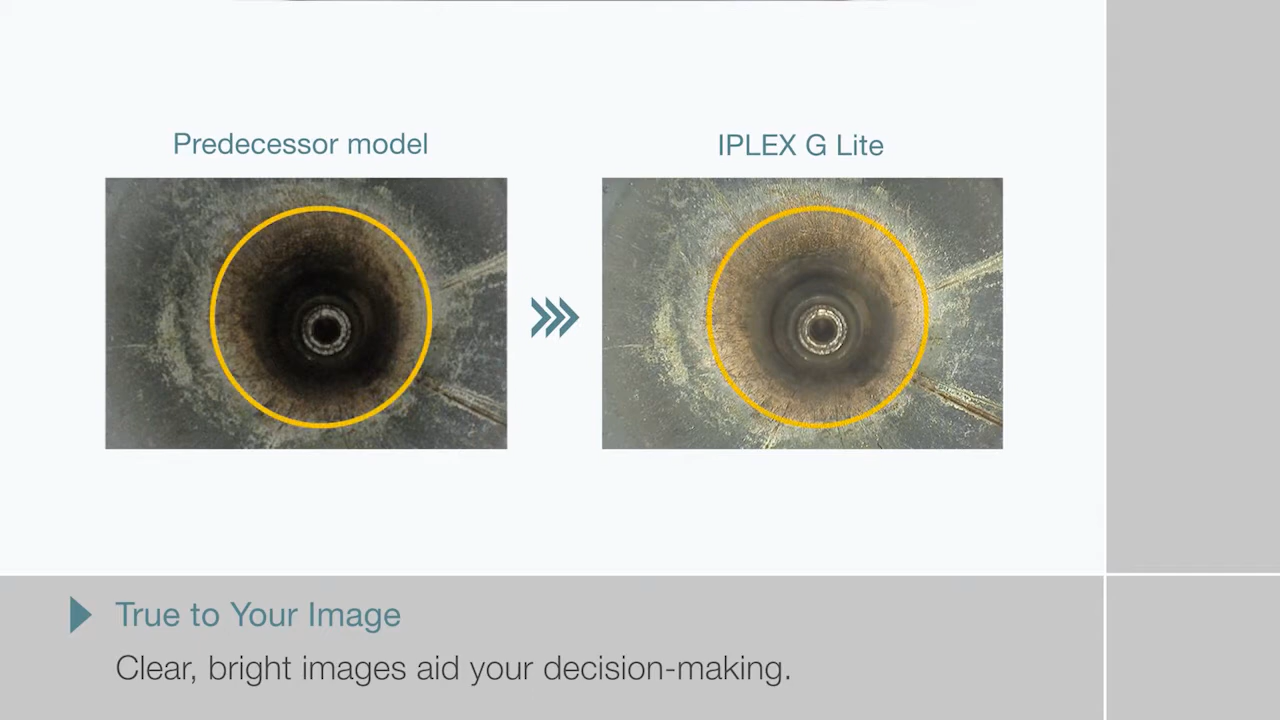 Predecessor model
IPLEX G Lite
True to Your Image
Clear, bright images aid your decision-making.